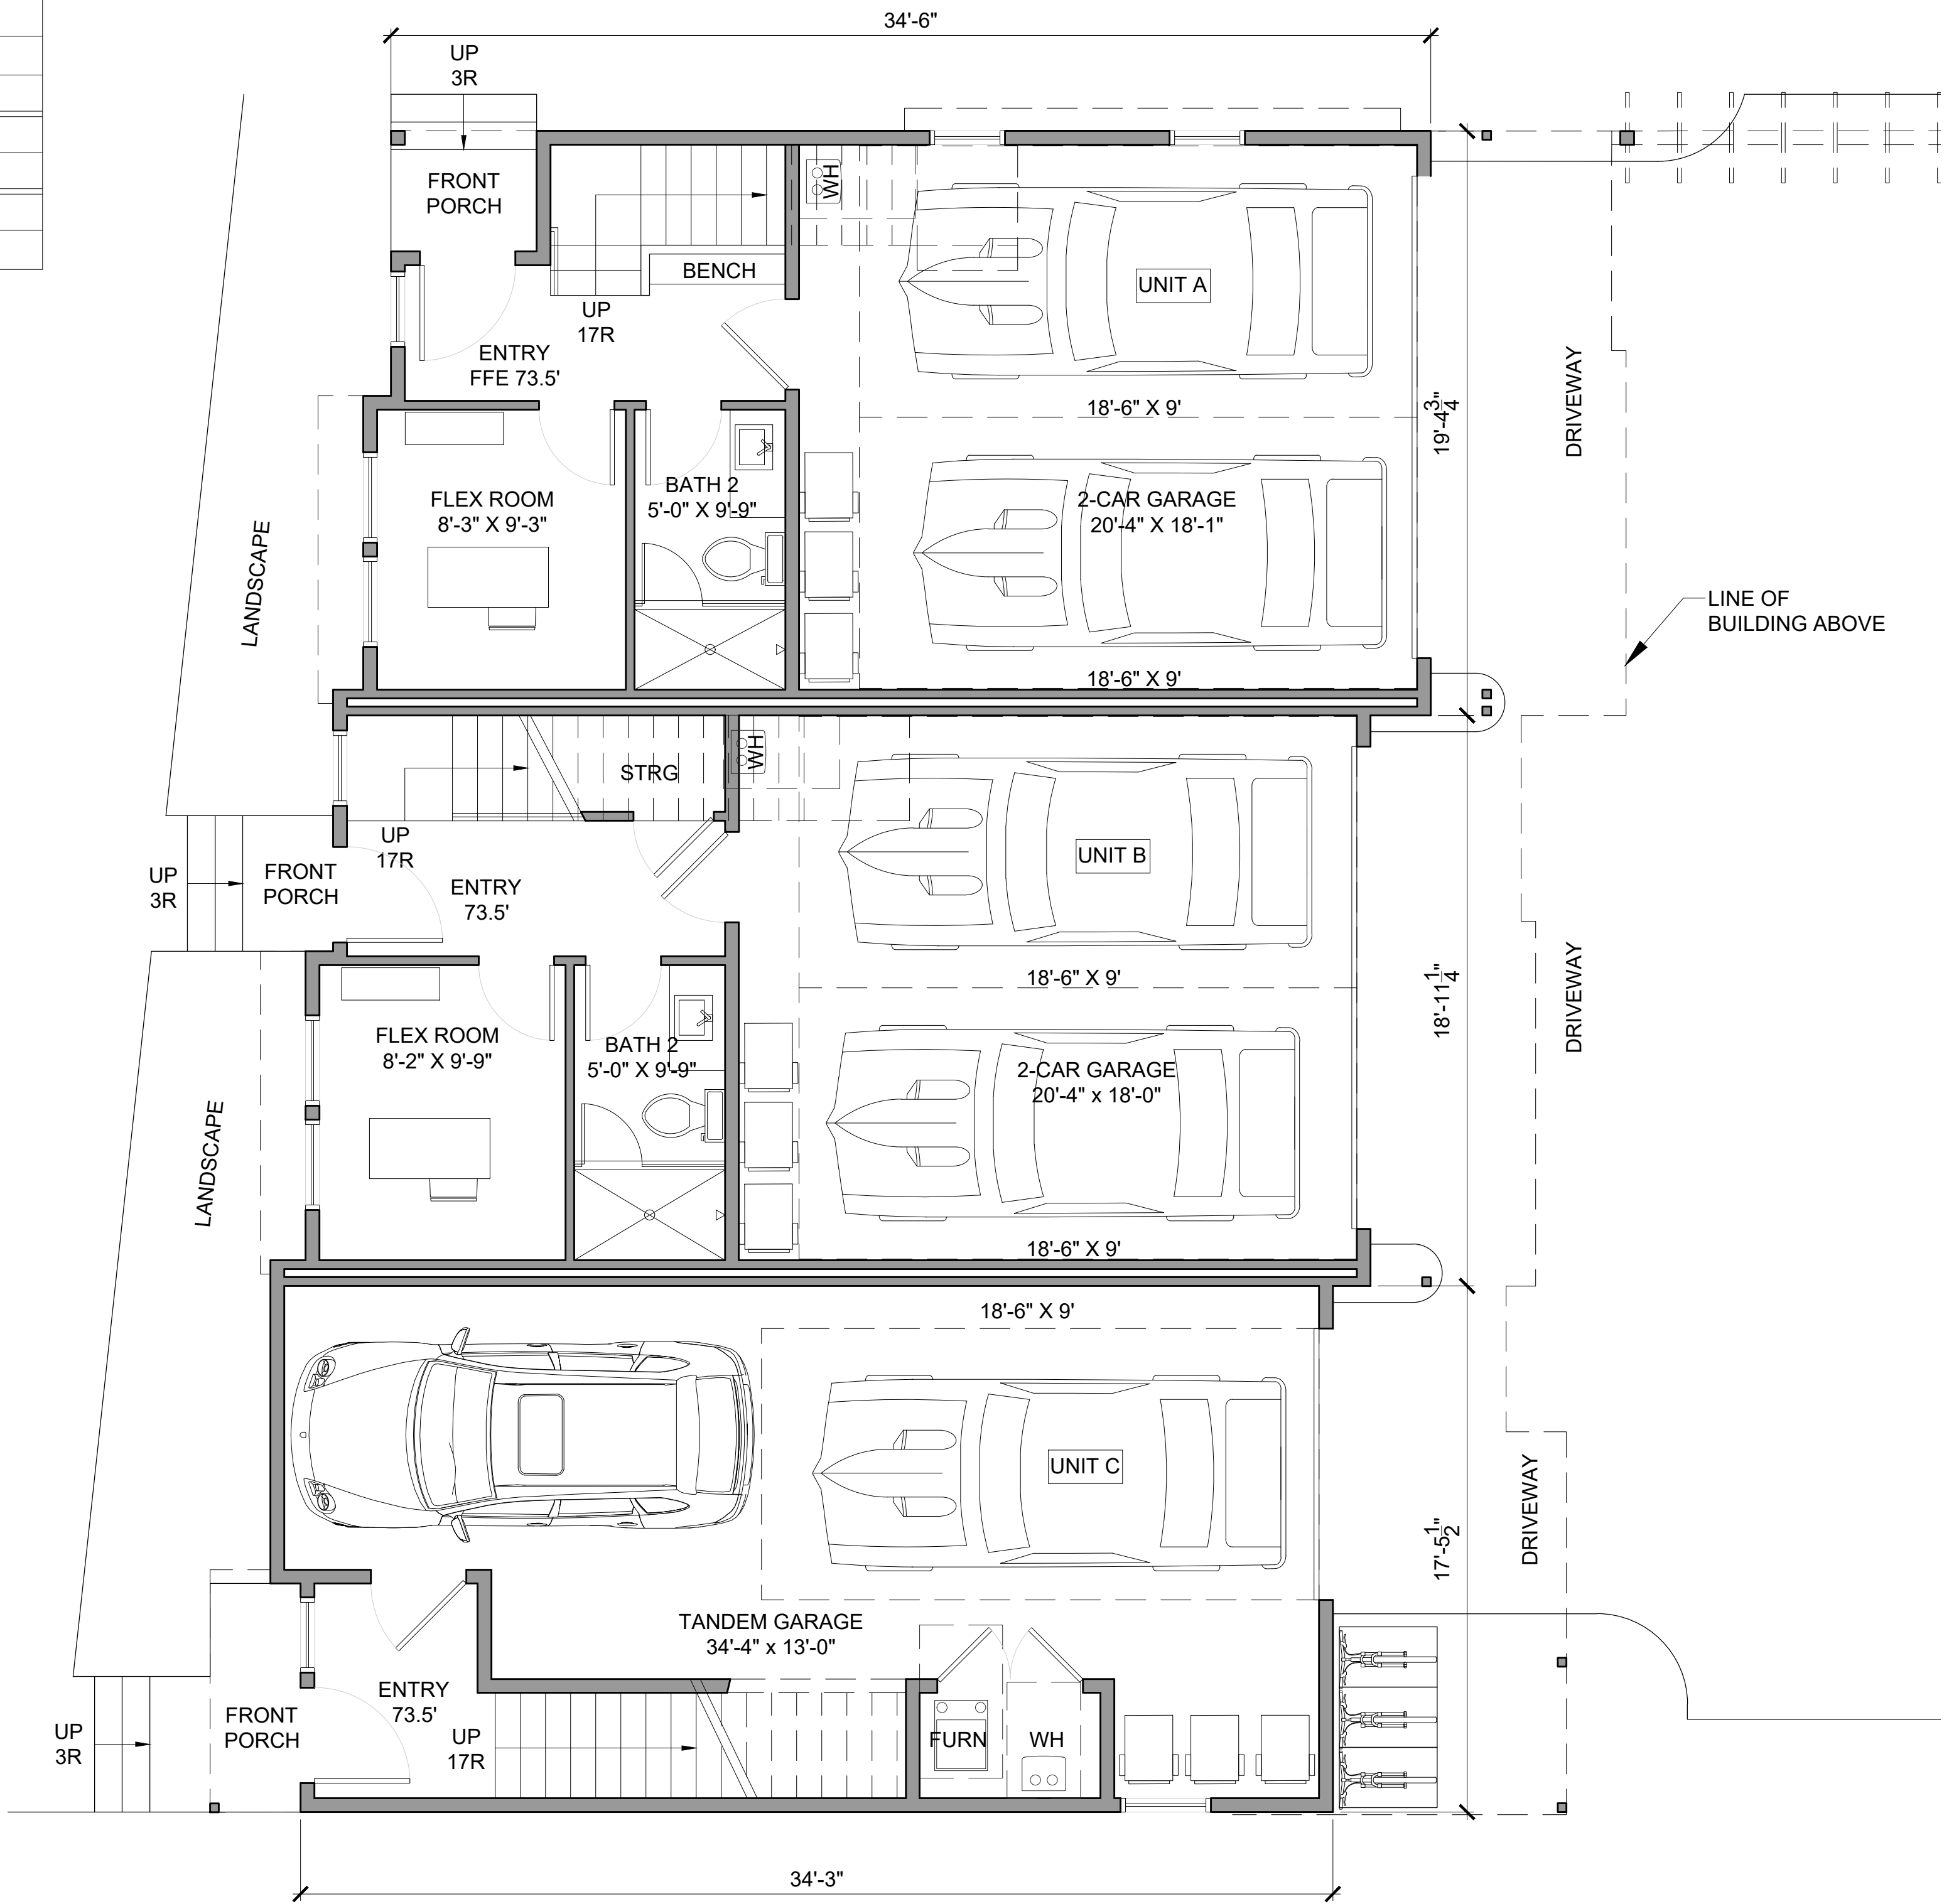 34'-6"
UP
3R
FRONT
PORCH
WH
BENCH
UNIT A
UP
17R
ENTRY
FFE 73.5'
18'-6" X 9'
19'-4 3/4"
DRIVEWAY
FLEX ROOM
8'-3" X 9'-3"
BATH 2
5'-0" X 9'-9"
2-CAR GARAGE
20'-4" X 18'-1"
LANDSCAPE
LINE OF
BUILDING ABOVE
18'-6" X 9'
STRG
WH
UP
17R
UNIT B
UP
3R
FRONT
PORCH
ENTRY
73.5'
18'-6" X 9'
18'-11 1/4"
DRIVEWAY
FLEX ROOM
8'-2" X 9'-9"
BATH 2
5'-0" X 9'-9"
2-CAR GARAGE
20'-4" x 18'-0"
LANDSCAPE
18'-6" X 9'
18'-6" X 9'
UNIT C
17'-5 1/2"
DRIVEWAY
TANDEM GARAGE
34'-4" x 13'-0"
ENTRY
73.5'
FRONT
PORCH
UP
3R
UP
17R
FURN
WH
34'-3"